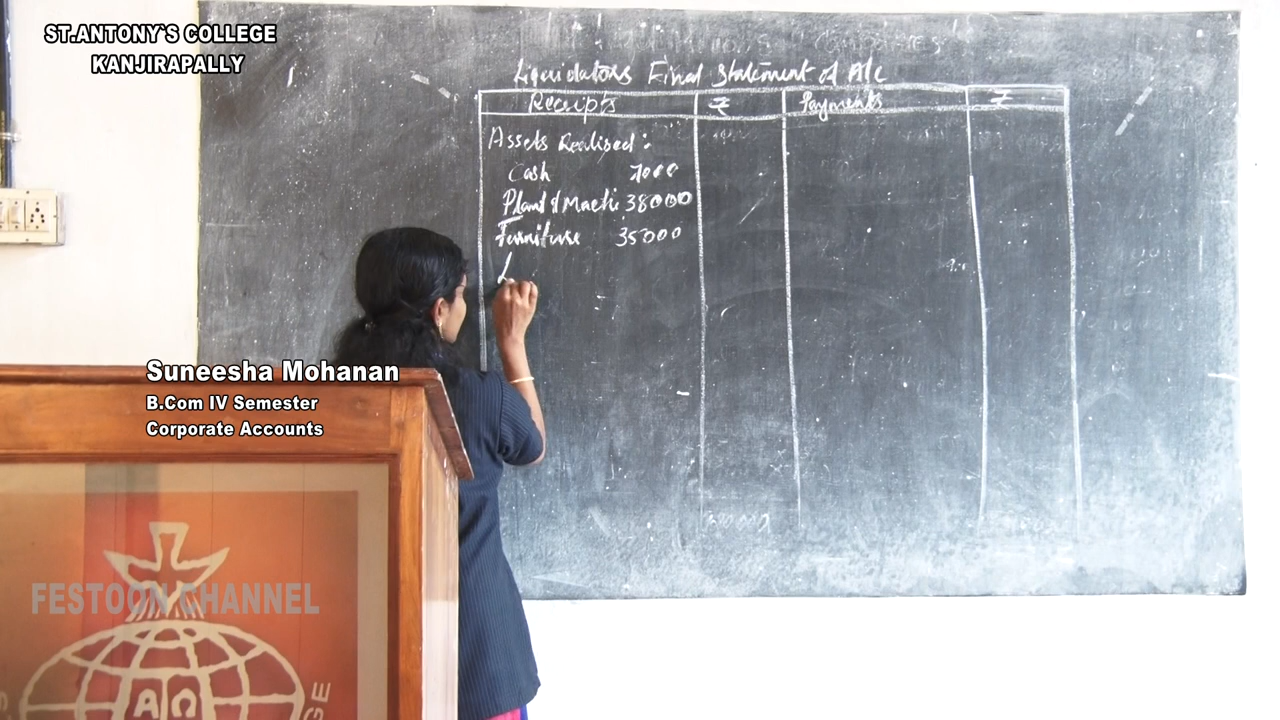 ST.ANTONY`S COLLEGE
KANJIRAPALLY
Liquidators Final Statement of A/c
Receipts ₹ Payments ₹
Assets Realised :
Cash 7000
Plant & Machi 38000
Furniture 35000
Suneesha Mohanan
B.Com IV Semester
Corporate Accounts
FESTOON CHANNEL
ΑΩ